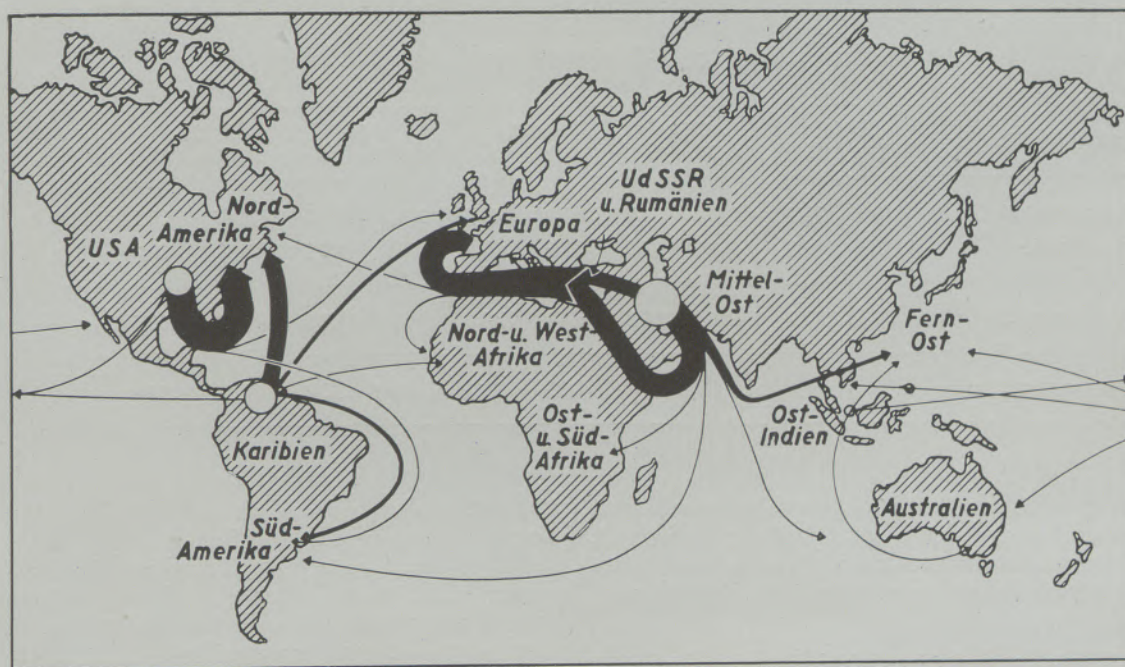 USA
Nord-
Amerika
Europa
UdSSR
u. Rumänien
Mittel-
Ost
Nord- u. West-
Afrika
Fern-
Ost
Ost-
u. Süd-
Afrika
Ost-
Indien
Karibien
Süd-
Amerika
Australien